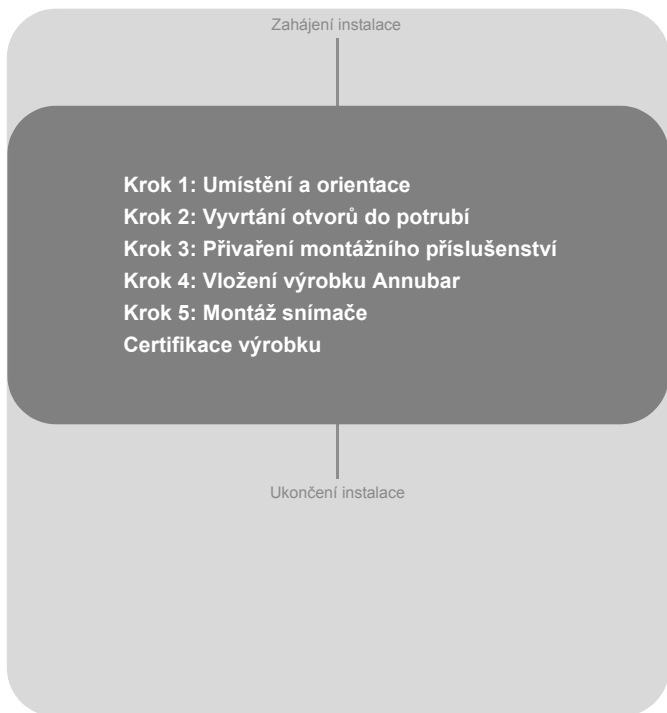 Zahájení instalace
Krok 1: Umístění a orientace
Krok 2: Vyvrtání otvorů do potrubí
Krok 3: Přivaření montážního příslušenství
Krok 4: Vložení výrobku Annubar
Krok 5: Montáž snímače
Certifikace výrobku
Ukončení instalace